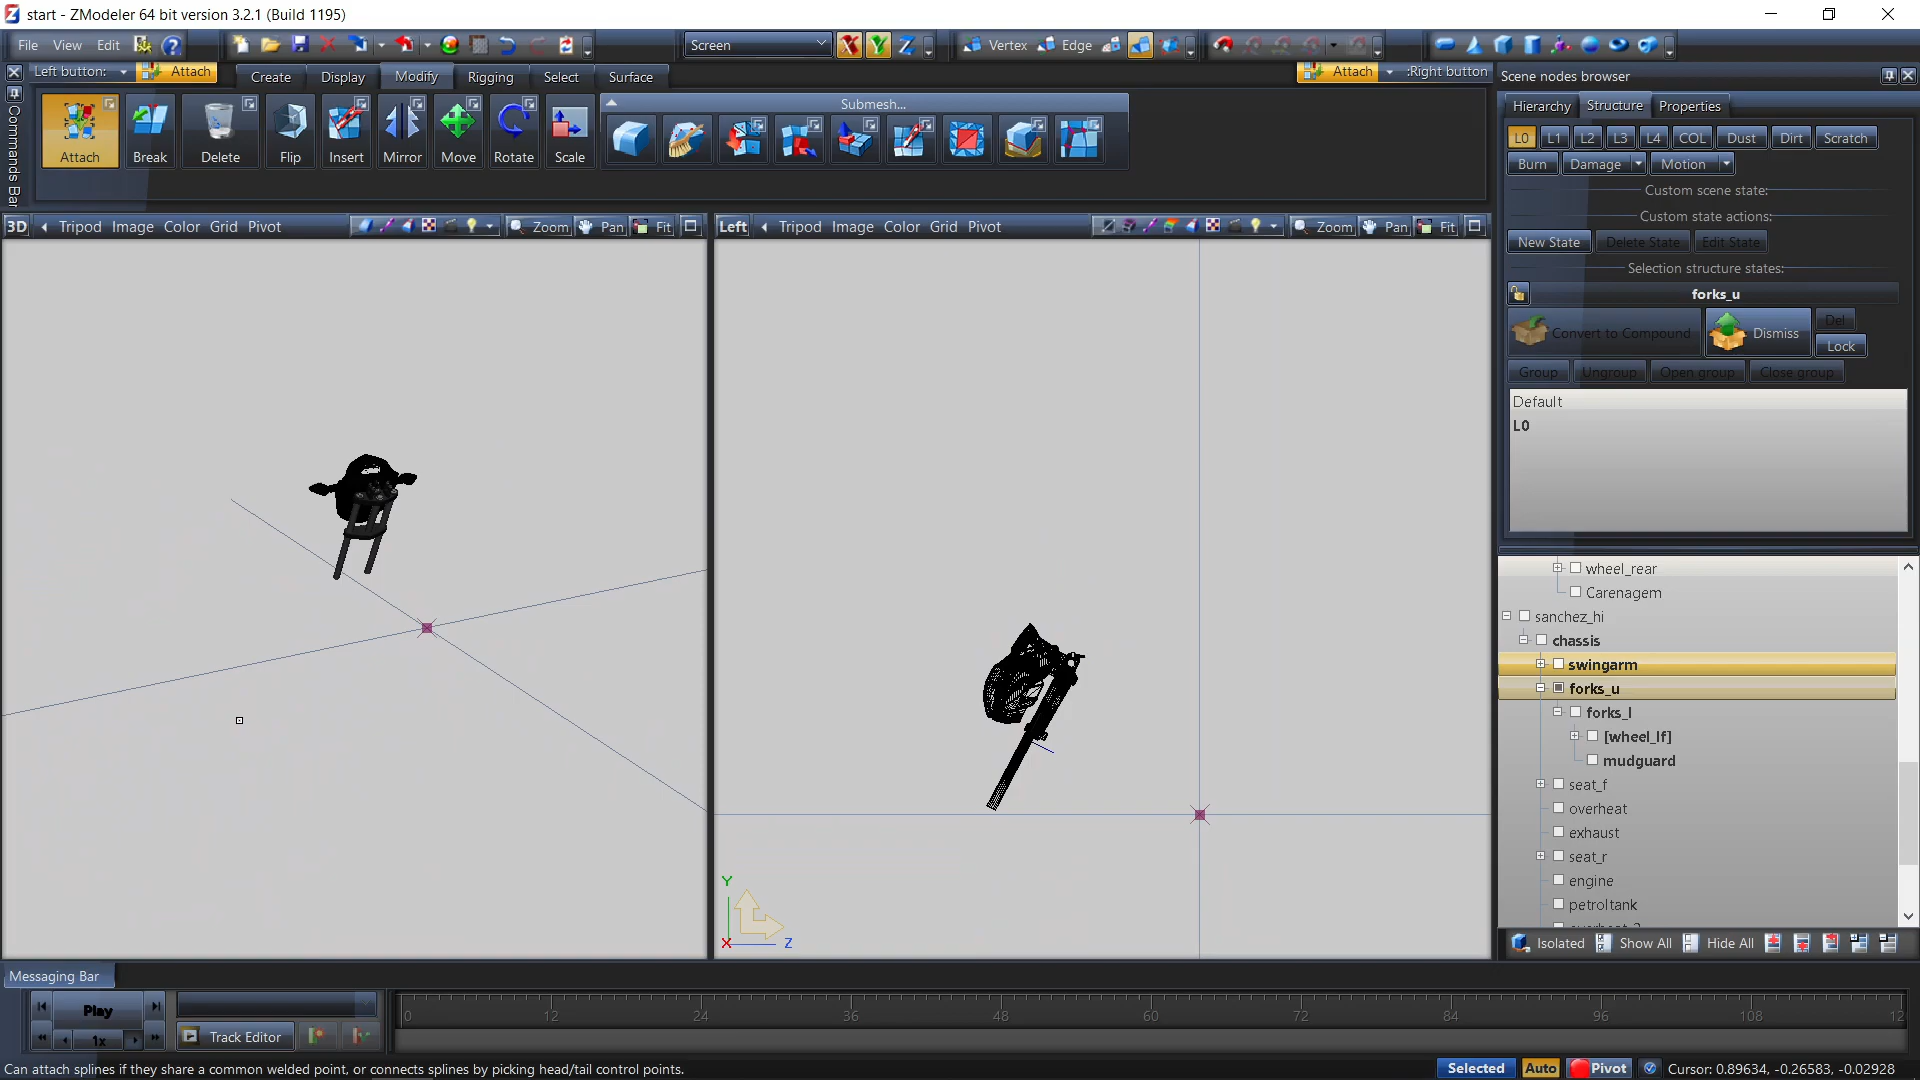 start - ZModeler 64 bit version 3.2.1 (Build 1195)
File View Edit
Screen
X Y Z
Vertex Edge
Left button: Attach
Create Display Modify Rigging Select Surface
Attach :Right button
Commands Bar
Attach Break Delete Flip Insert Mirror Move Rotate Scale
Submesh...
Scene nodes browser
Hierarchy Structure Properties
L0 L1 L2 L3 L4 COL Dust Dirt Scratch
Burn Damage Motion
Custom scene state:
Custom state actions:
New State Delete State Edit State
Selection structure states:
forks_u
Convert to Compound Dismiss Del
Lock
Group Ungroup Open group Close group
Default
L0
3D Tripod Image Color Grid Pivot Zoom Pan Fit
Left Tripod Image Color Grid Pivot Zoom Pan Fit
Y
X Z
wheel_rear
Carenagem
sanchez_hi
chassis
swingarm
forks_u
forks_l
[wheel_lf]
mudguard
seat_f
overheat
exhaust
seat_r
engine
petroltank
Isolated Show All Hide All
Messaging Bar
Play
1x
Track Editor
0 12 24 36 48 60 72 84 96 108 12
Can attach splines if they share a common welded point, or connects splines by picking head/tail control points.
Selected Auto Pivot Cursor: 0.89634, -0.26583, -0.02928